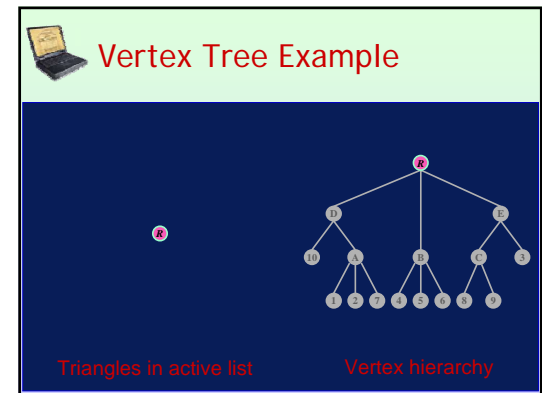 Vertex Tree Example
R
R
D E
10 A B C 3
1 2 7 4 5 6 8 9
Triangles in active list
Vertex hierarchy